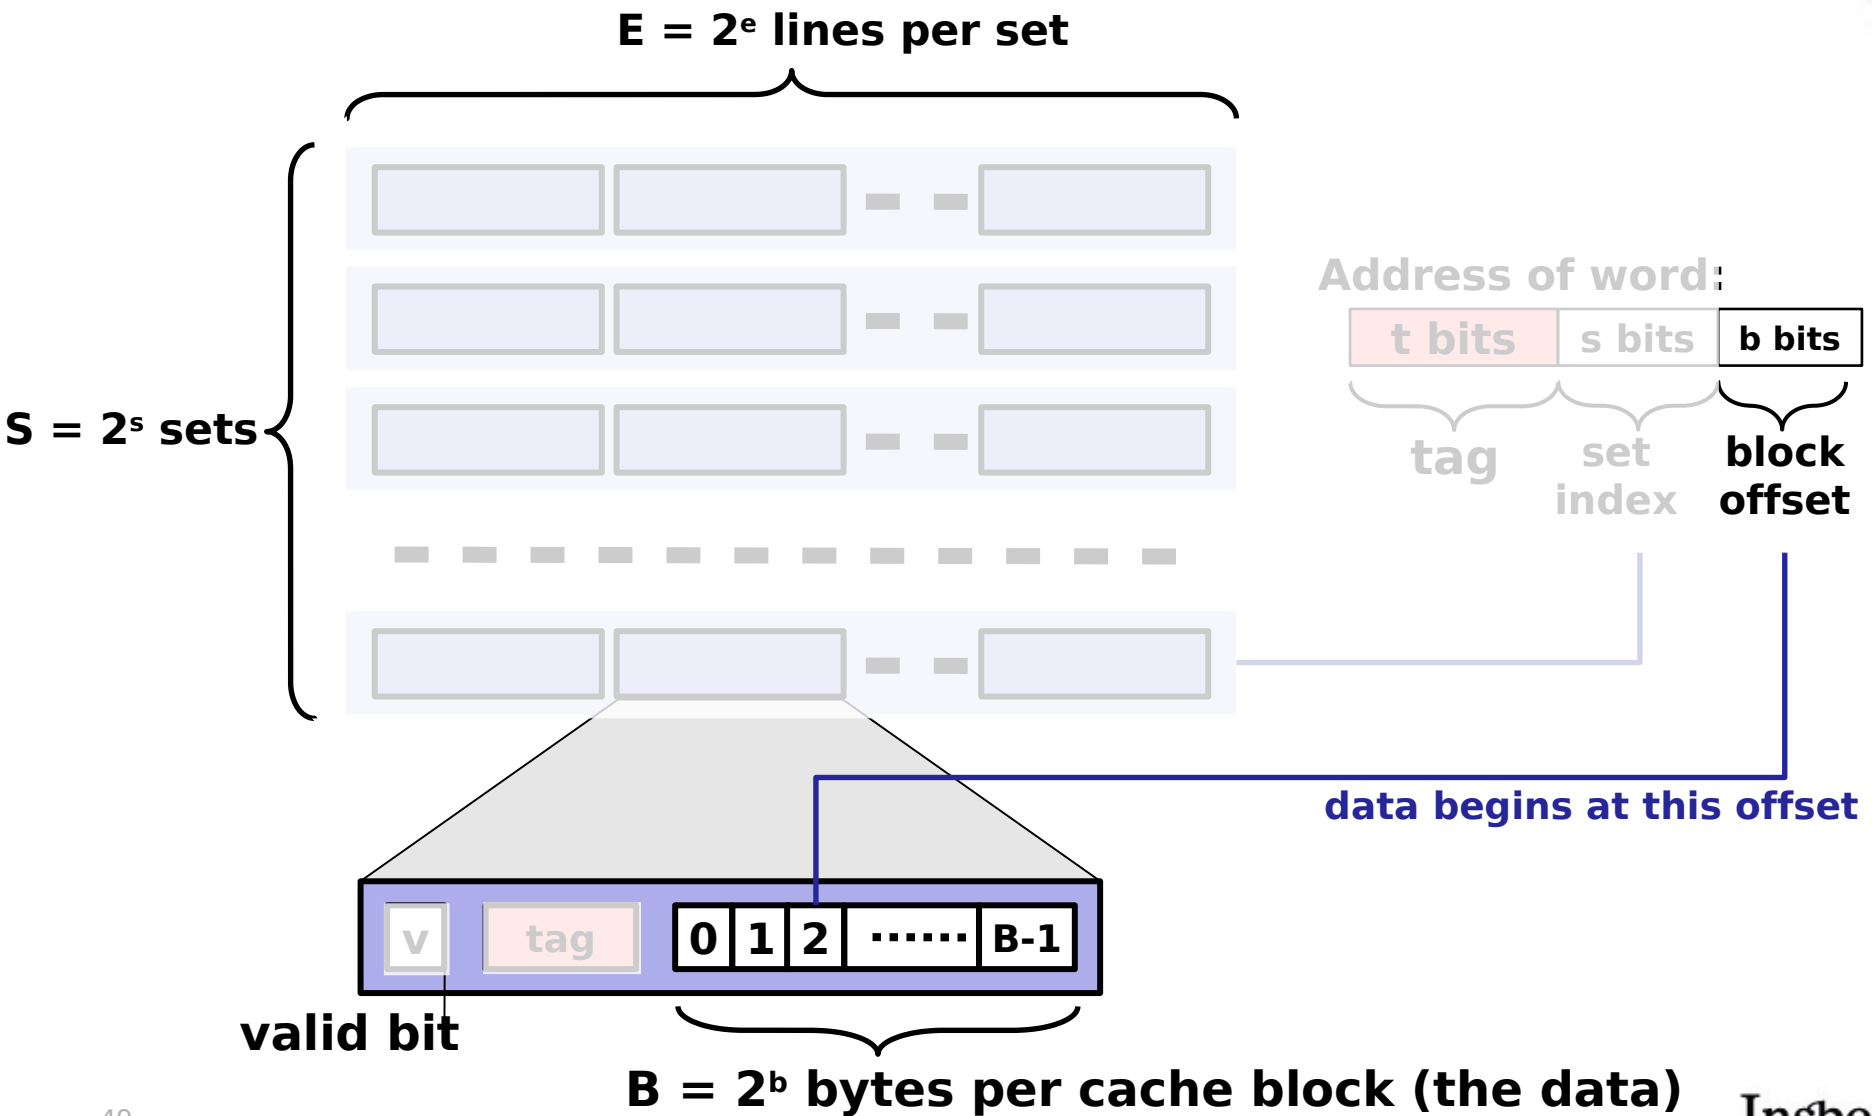 E = 2ᵉ lines per set
Address of word:
t bits s bits b bits
S = 2ˢ sets
tag
set
index
block
offset
data begins at this offset
v tag 0 1 2 ······ B-1
valid bit
B = 2ᵇ bytes per cache block (the data)